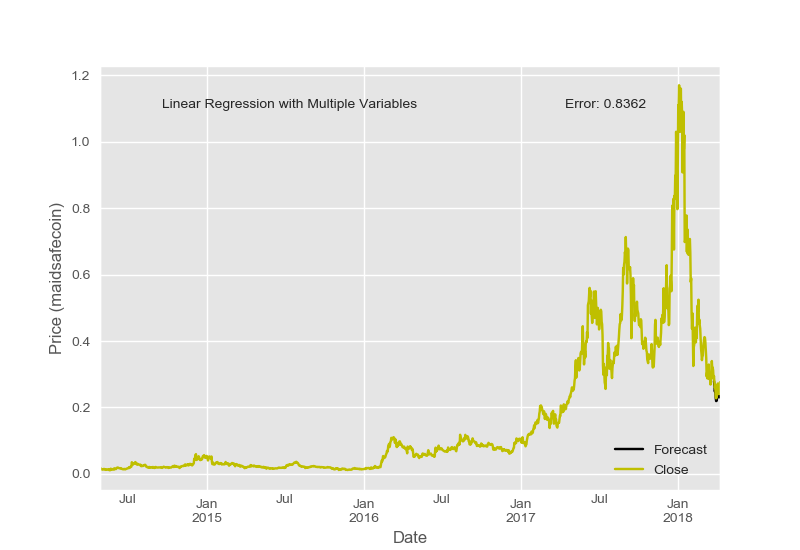 Linear Regression with Multiple Variables
Error: 0.8362
Price (maidsafecoin)
1.2
1.0
0.8
0.6
0.4
0.2
0.0
Forecast
Close
Jul
Jan
2015
Jul
Jan
2016
Jul
Jan
2017
Jul
Jan
2018
Date